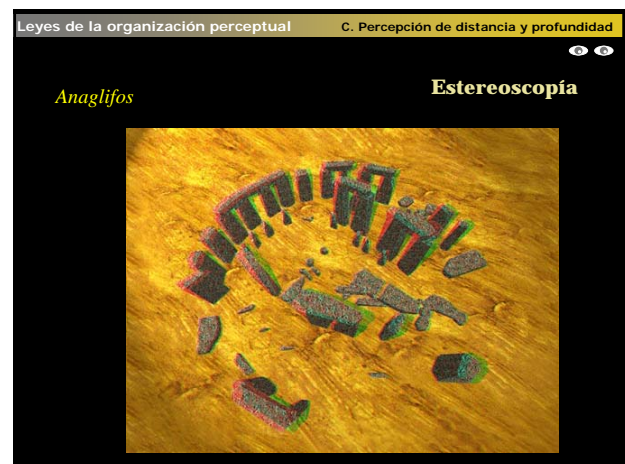 Leyes de la organización perceptual C. Percepción de distancia y profundidad
Anaglifos Estereoscopía